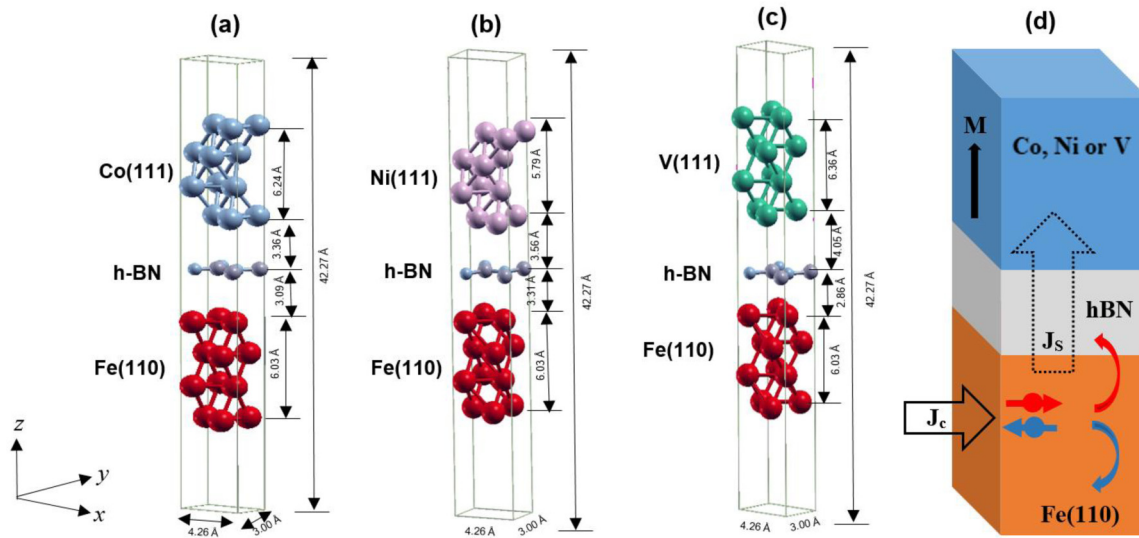 (a)
Co(111)
h-BN
Fe(110)
6.24 Å
3.36 Å
3.09 Å
6.03 Å
42.27 Å
4.26 Å
3.00 Å
z
y
x
(b)
Ni(111)
h-BN
Fe(110)
5.79 Å
3.56 Å
3.31 Å
6.03 Å
42.27 Å
4.26 Å
3.00 Å
(c)
V(111)
h-BN
Fe(110)
6.36 Å
4.05 Å
2.86 Å
6.03 Å
42.27 Å
4.26 Å
3.00 Å
(d)
M
Co, Ni or V
hBN
Js
Jc
Fe(110)